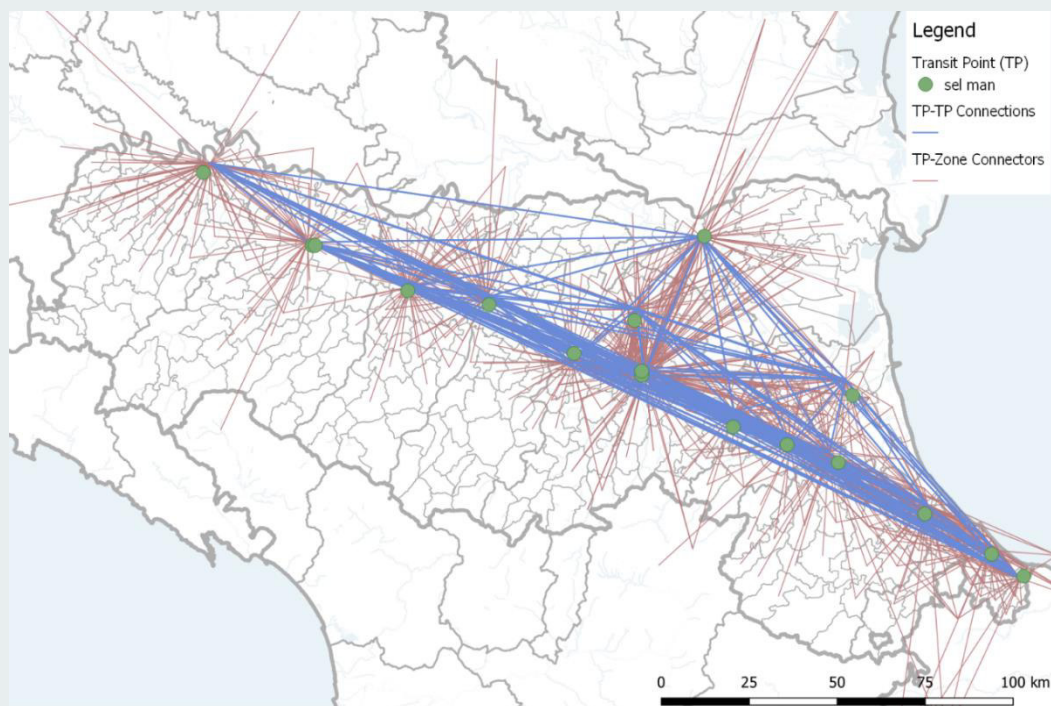 Legend
Transit Point (TP)
sel man
TP-TP Connections
TP-Zone Connectors
0 25 50 75 100 km